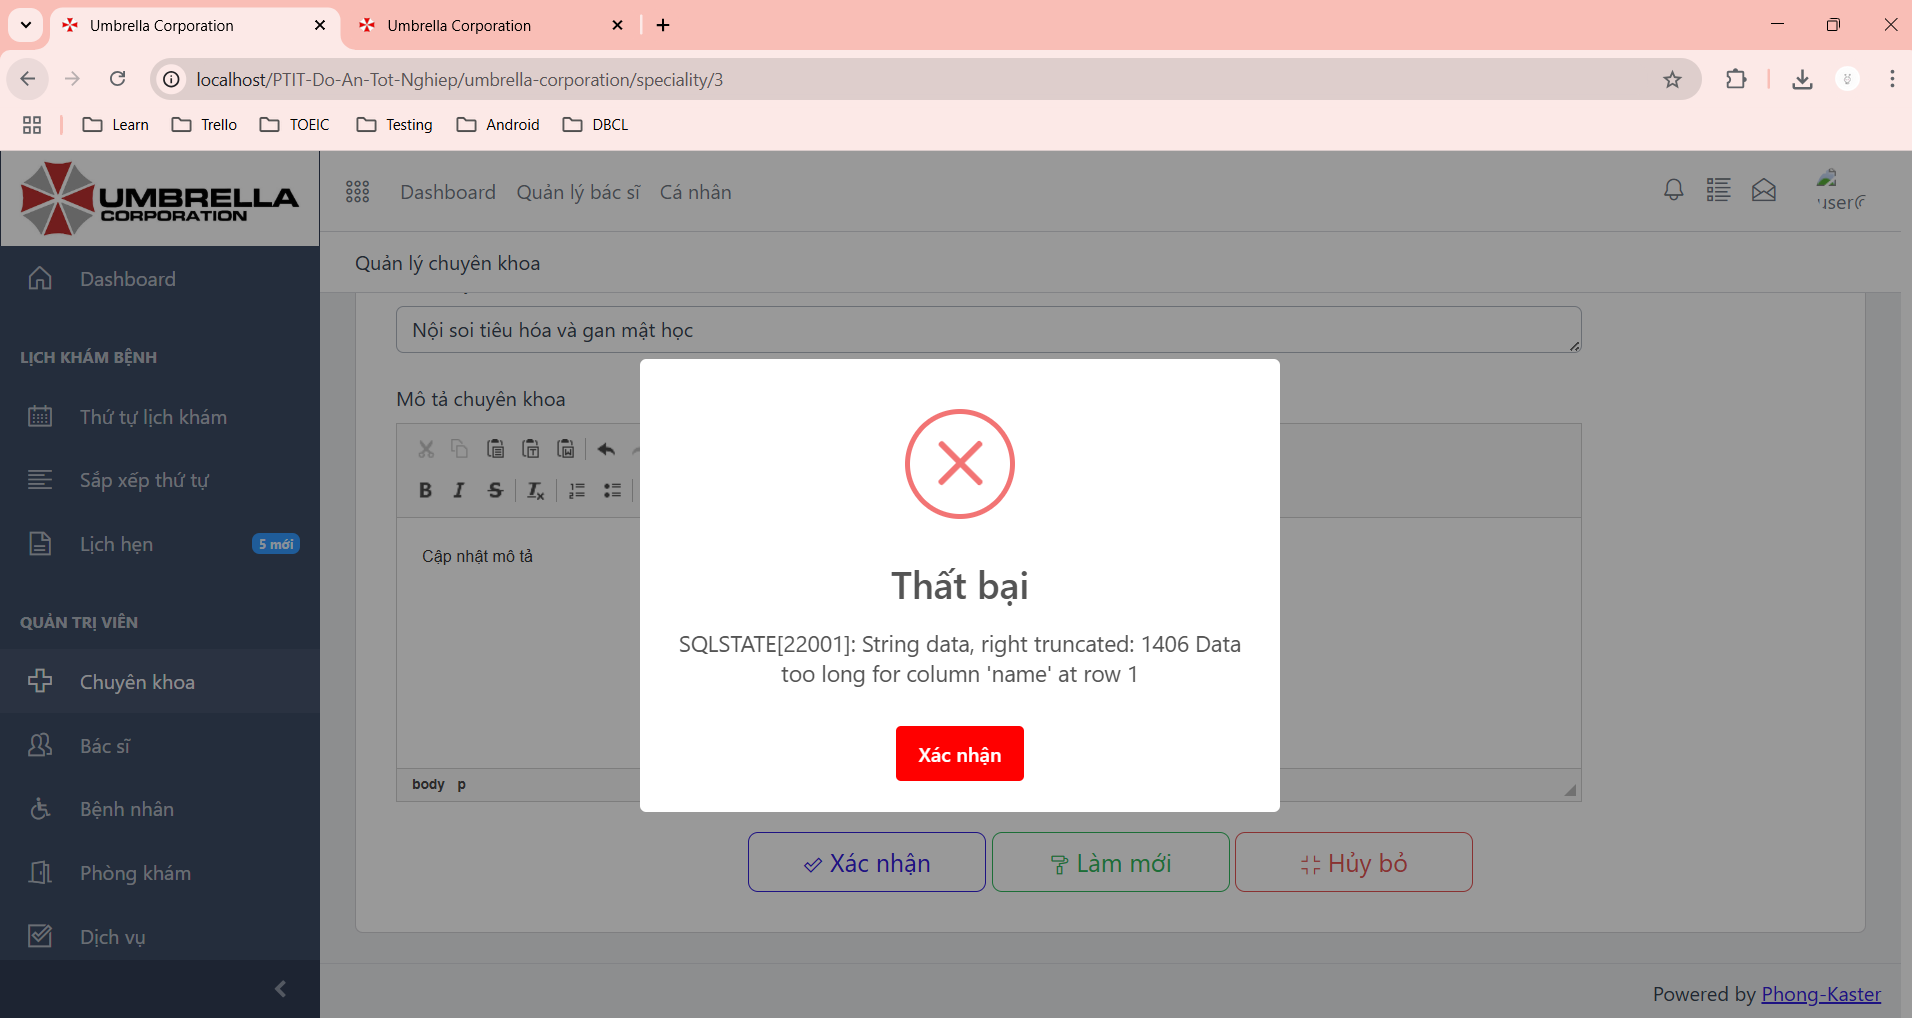 Umbrella Corporation
Umbrella Corporation
localhost/PTIT-Do-An-Tot-Nghiep/umbrella-corporation/speciality/3
Learn
Trello
TOEIC
Testing
Android
DBCL
UMBRELLA
CORPORATION
Dashboard
Quản lý bác sĩ
Cá nhân
user@
Quản lý chuyên khoa
Dashboard
LỊCH KHÁM BỆNH
Thứ tự lịch khám
Sắp xếp thứ tự
Lịch hẹn
5 mới
QUẢN TRỊ VIÊN
Chuyên khoa
Bác sĩ
Bệnh nhân
Phòng khám
Dịch vụ
Nội soi tiêu hóa và gan mật học
Mô tả chuyên khoa
Cập nhật mô tả
body p
Thất bại
SQLSTATE[22001]: String data, right truncated: 1406 Data
too long for column 'name' at row 1
Xác nhận
Xác nhận
Làm mới
Hủy bỏ
Powered by Phong-Kaster